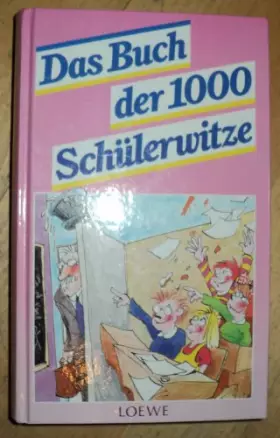 Das Buch
der 1000
Schülerwitze
LOEWE